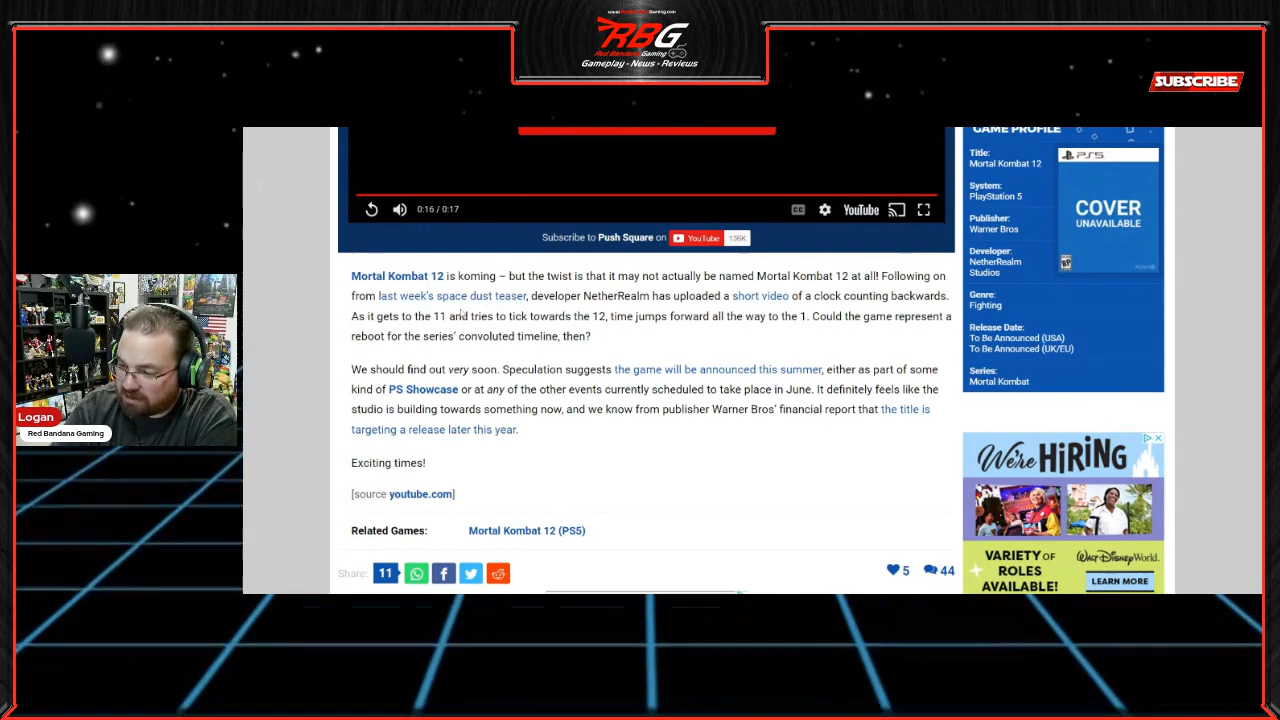 RBG
Red Bandana Gaming
Gameplay - News - Reviews
SUBSCRIBE
0:16 / 0:17
CC
YouTube
Subscribe to Push Square on
YouTube
136K
Mortal Kombat 12 is koming – but the twist is that it may not actually be named Mortal Kombat 12 at all! Following on
from last week's space dust teaser, developer NetherRealm has uploaded a short video of a clock counting backwards.
As it gets to the 11 and tries to tick towards the 12, time jumps forward all the way to the 1. Could the game represent a
reboot for the series' convoluted timeline, then?
We should find out very soon. Speculation suggests the game will be announced this summer, either as part of some
kind of PS Showcase or at any of the other events currently scheduled to take place in June. It definitely feels like the
studio is building towards something now, and we know from publisher Warner Bros' financial report that the title is
targeting a release later this year.
Exciting times!
[source youtube.com]
Related Games: Mortal Kombat 12 (PS5)
Share: 11
5 44
GAME PROFILE
Title:
Mortal Kombat 12
System:
PlayStation 5
Publisher:
Warner Bros
Developer:
NetherRealm
Studios
Genre:
Fighting
Release Date:
To Be Announced (USA)
To Be Announced (UK/EU)
Series:
Mortal Kombat
PS5
COVER
UNAVAILABLE
RP
We're HiRiNG
VARIETY OF
ROLES
AVAILABLE!
Walt Disney World.
LEARN MORE
Logan
Red Bandana Gaming